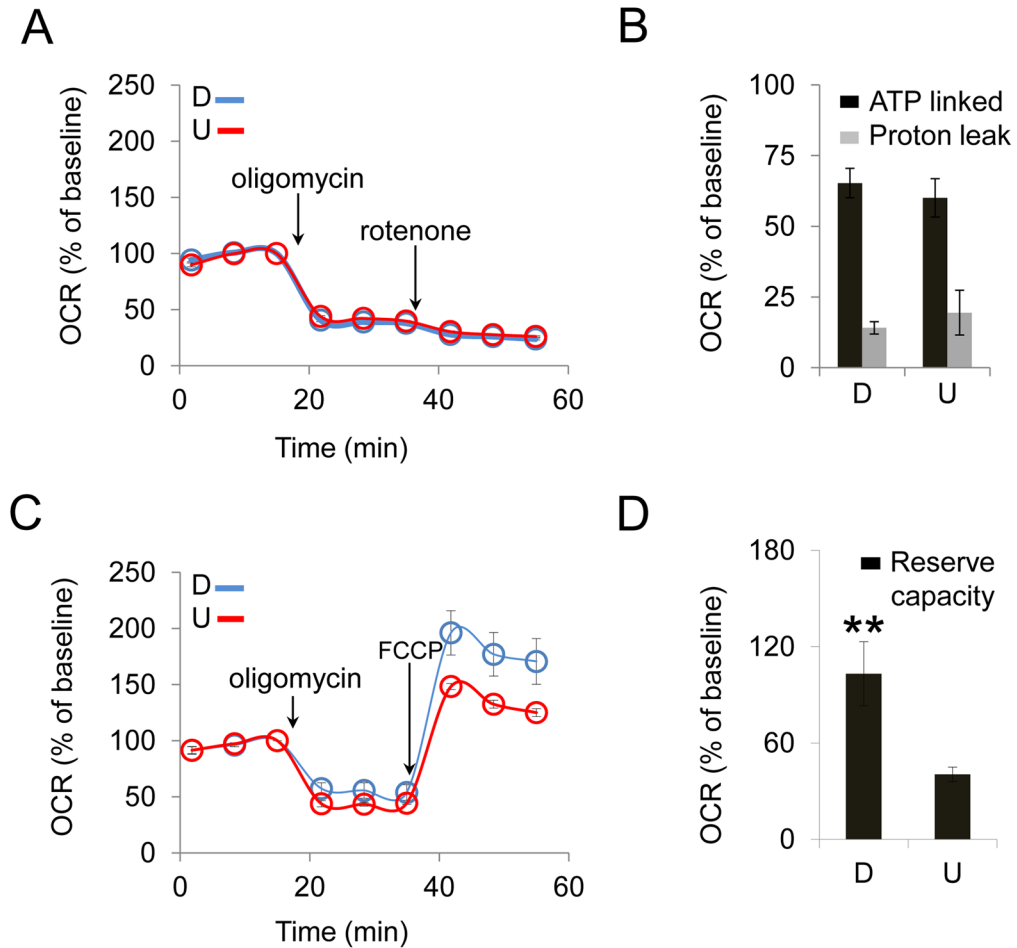 A
OCR (% of baseline)
250
200
150
100
50
0
D
U
oligomycin
rotenone
0
20
40
60
Time (min)
B
OCR (% of baseline)
100
75
50
25
0
ATP linked
Proton leak
D
U
C
OCR (% of baseline)
250
200
150
100
50
0
D
U
oligomycin
FCCP
0
20
40
60
Time (min)
D
OCR (% of baseline)
180
120
60
0
Reserve
capacity
**
D
U